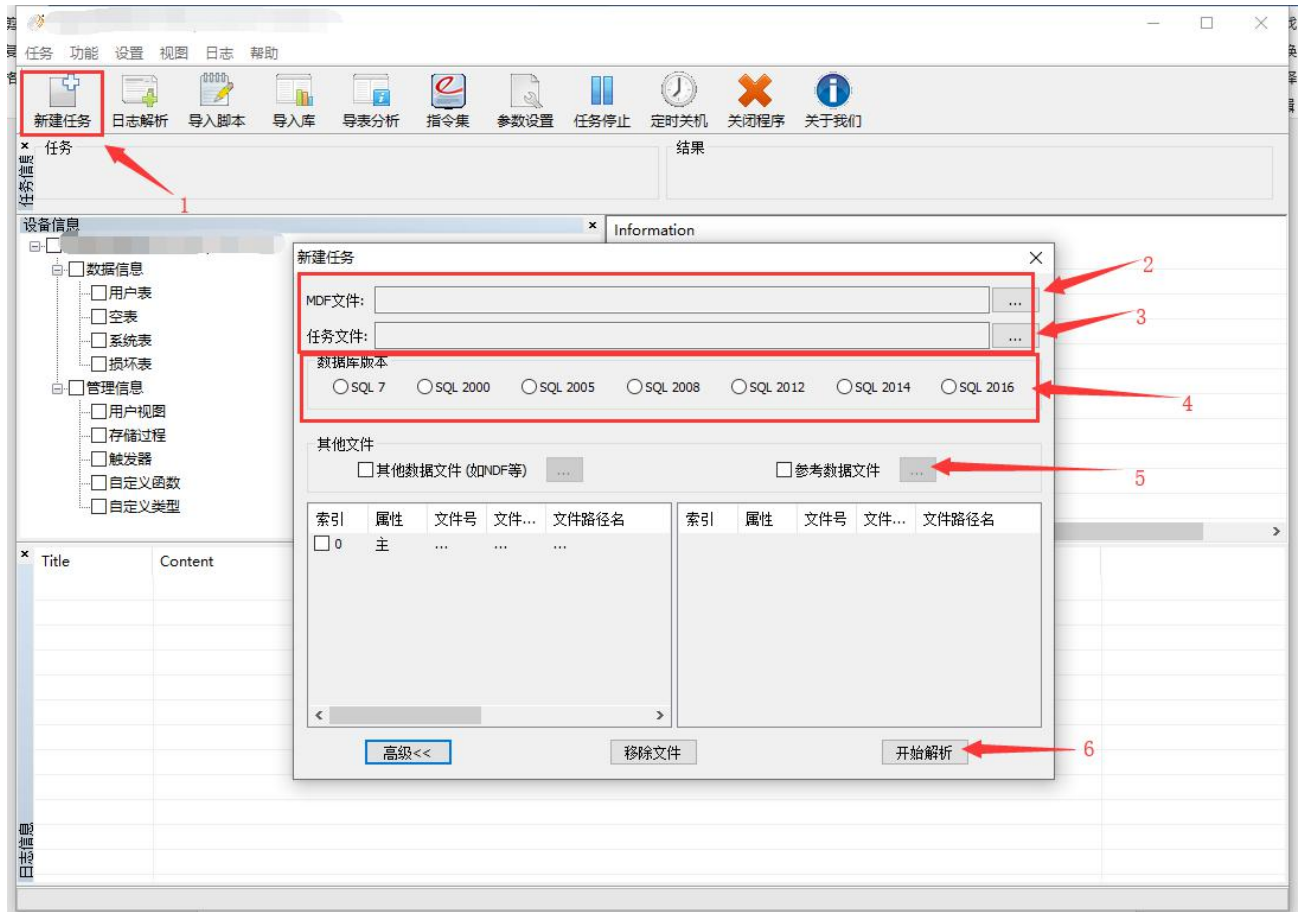 任务 功能 设置 视图 日志 帮助
新建任务 日志解析 导入脚本 导入库 导表分析 指令集 参数设置 任务停止 定时关机 关闭程序 关于我们
1
任务信息
任务
结果
设备信息
Information
数据信息
用户表
空表
系统表
损坏表
管理信息
用户视图
存储过程
触发器
自定义函数
自定义类型
新建任务
MDF文件: ...
2
任务文件: ...
3
数据库版本
SQL 7 SQL 2000 SQL 2005 SQL 2008 SQL 2012 SQL 2014 SQL 2016
4
其他文件
其他数据文件 (如NDF等) ... 参考数据文件 ...
5
索引 属性 文件号 文件... 文件路径名
0 主 ... ... ...
索引 属性 文件号 文件... 文件路径名
高级<< 移除文件 开始解析
6
Title Content
日志信息